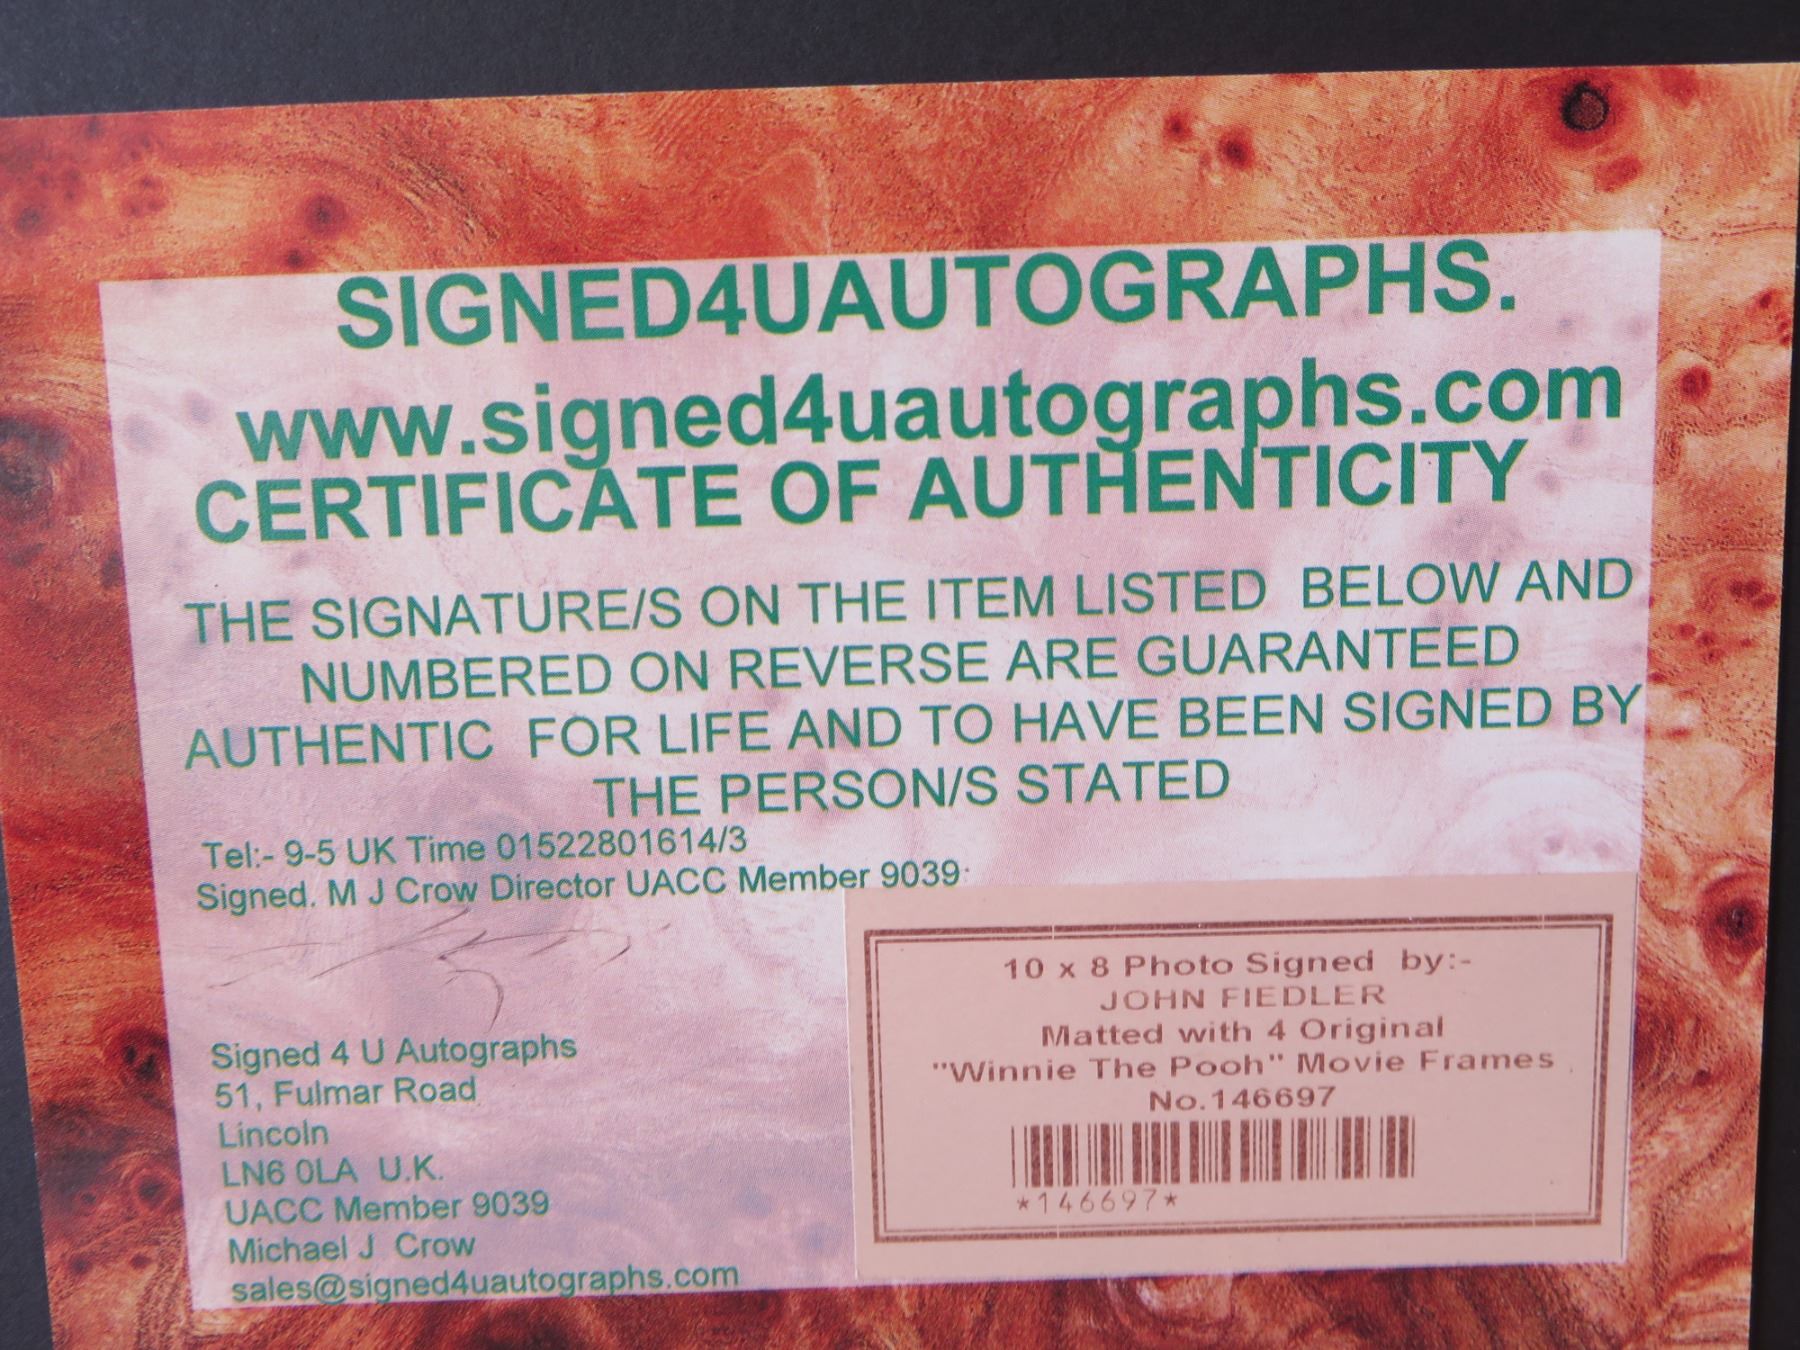 SIGNED4UAUTOGRAPHS.
www.signed4uautographs.com
CERTIFICATE OF AUTHENTICITY
THE SIGNATURE/S ON THE ITEM LISTED BELOW AND
NUMBERED ON REVERSE ARE GUARANTEED
AUTHENTIC FOR LIFE AND TO HAVE BEEN SIGNED BY
THE PERSON/S STATED
Tel:- 9-5 UK Time 01522801614/3
Signed. M J Crow Director UACC Member 9039
Signed 4 U Autographs
51, Fulmar Road
Lincoln
LN6 0LA U.K.
UACC Member 9039
Michael J Crow
sales@signed4uautographs.com
10 x 8 Photo Signed by:-
JOHN FIEDLER
Matted with 4 Original
"Winnie The Pooh" Movie Frames
No.146697
*146697*